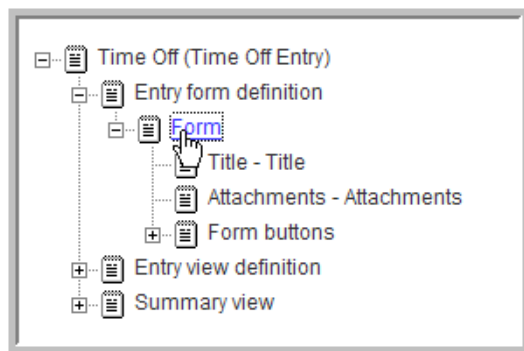 Time Off (Time Off Entry)
Entry form definition
Form
Title - Title
Attachments - Attachments
Form buttons
Entry view definition
Summary view